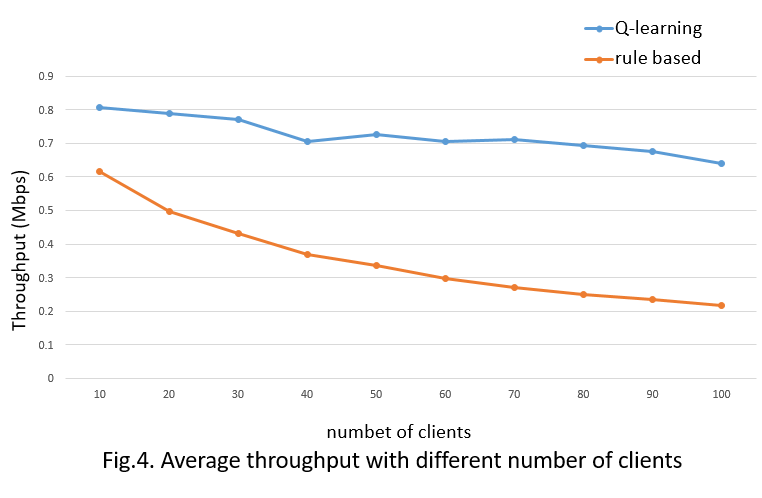 Q-learning
rule based
0.9
0.8
0.7
0.6
0.5
0.4
0.3
0.2
0.1
0
Throughput (Mbps)
10 20 30 40 50 60 70 80 90 100
numbet of clients
Fig.4. Average throughput with different number of clients